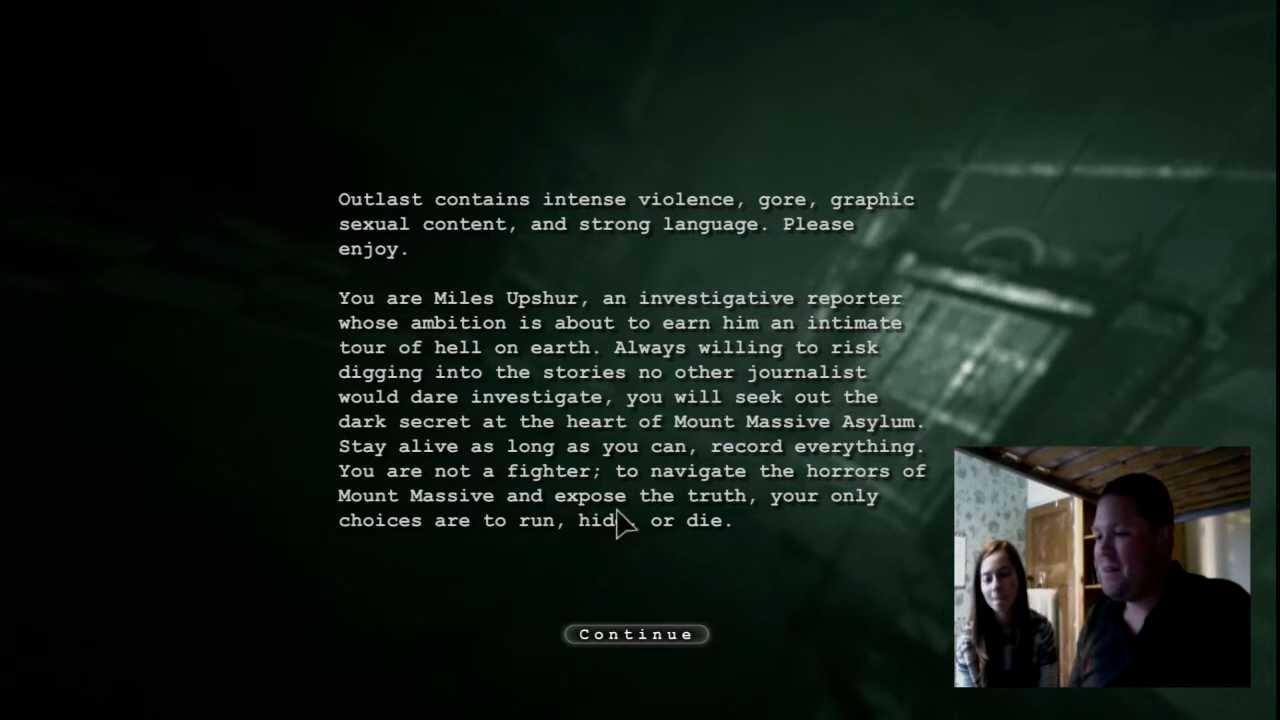 Outlast contains intense violence, gore, graphic
sexual content, and strong language. Please
enjoy.
You are Miles Upshur, an investigative reporter
whose ambition is about to earn him an intimate
tour of hell on earth. Always willing to risk
digging into the stories no other journalist
would dare investigate, you will seek out the
dark secret at the heart of Mount Massive Asylum.
Stay alive as long as you can, record everything.
You are not a fighter; to navigate the horrors of
Mount Massive and expose the truth, your only
choices are to run, hide, or die.
Continue